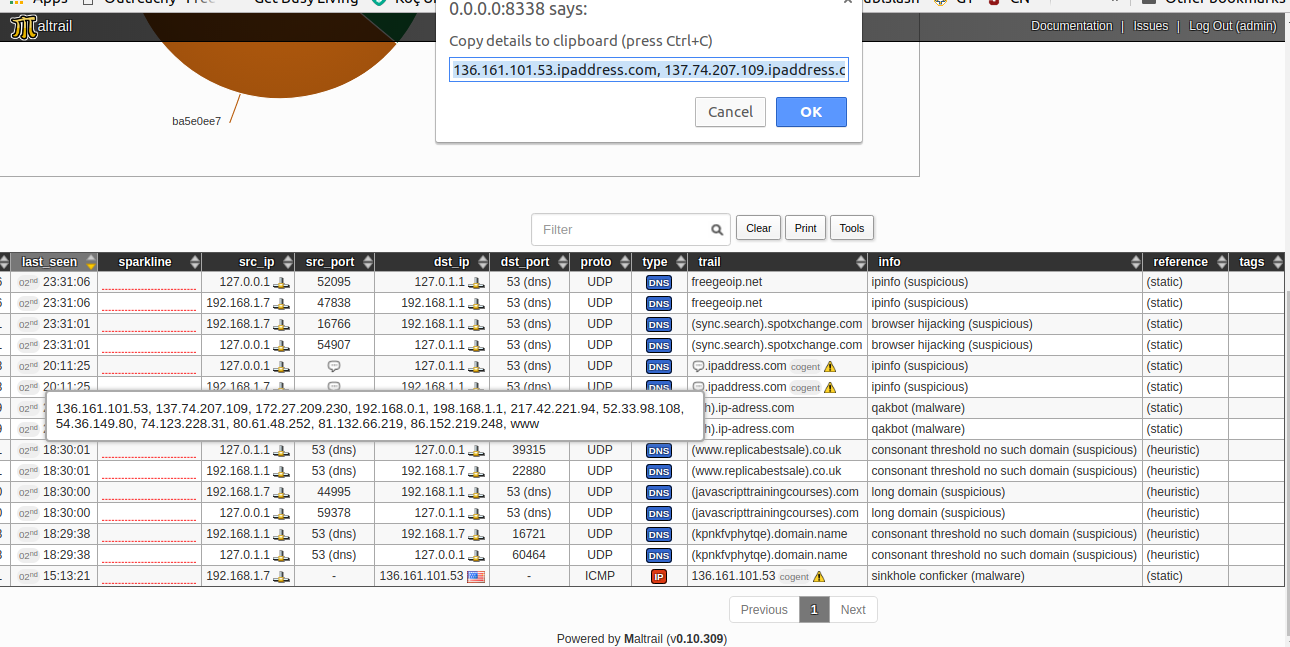 Apps
Get Busy Living
0.0.0.0:8338 says:
Copy details to clipboard (press Ctrl+C)
136.161.101.53.ipaddress.com, 137.74.207.109.ipaddress.c
Cancel OK
altrail
Documentation | Issues | Log Out (admin)
ba5e0ee7
Filter Clear Print Tools
last_seen sparkline src_ip src_port dst_ip dst_port proto type trail info reference tags
02nd 23:31:06 127.0.0.1 52095 127.0.1.1 53 (dns) UDP DNS freegeoip.net ipinfo (suspicious) (static)
02nd 23:31:06 192.168.1.7 47838 192.168.1.1 53 (dns) UDP DNS freegeoip.net ipinfo (suspicious) (static)
02nd 23:31:01 192.168.1.7 16766 192.168.1.1 53 (dns) UDP DNS (sync.search).spotxchange.com browser hijacking (suspicious) (static)
02nd 23:31:01 127.0.0.1 54907 127.0.1.1 53 (dns) UDP DNS (sync.search).spotxchange.com browser hijacking (suspicious) (static)
02nd 20:11:25 127.0.0.1 127.0.1.1 53 (dns) UDP DNS .ipaddress.com cogent ipinfo (suspicious) (static)
02nd 20:11:25 192.168.1.7 192.168.1.1 53 (dns) UDP DNS .ipaddress.com cogent ipinfo (suspicious) (static)
02nd h).ip-adress.com qakbot (malware) (static)
02nd h).ip-adress.com qakbot (malware) (static)
136.161.101.53, 137.74.207.109, 172.27.209.230, 192.168.0.1, 198.168.1.1, 217.42.221.94, 52.33.98.108,
54.36.149.80, 74.123.228.31, 80.61.48.252, 81.132.66.219, 86.152.219.248, www
02nd 18:30:01 127.0.1.1 53 (dns) 127.0.0.1 39315 UDP DNS (www.replicabestsale).co.uk consonant threshold no such domain (suspicious) (heuristic)
02nd 18:30:01 192.168.1.1 53 (dns) 192.168.1.7 22880 UDP DNS (www.replicabestsale).co.uk consonant threshold no such domain (suspicious) (heuristic)
02nd 18:30:00 192.168.1.7 44995 192.168.1.1 53 (dns) UDP DNS (javascripttrainingcourses).com long domain (suspicious) (heuristic)
02nd 18:30:00 127.0.0.1 59378 127.0.1.1 53 (dns) UDP DNS (javascripttrainingcourses).com long domain (suspicious) (heuristic)
02nd 18:29:38 192.168.1.1 53 (dns) 192.168.1.7 16721 UDP DNS (kpnkfvphytqe).domain.name consonant threshold no such domain (suspicious) (heuristic)
02nd 18:29:38 127.0.1.1 53 (dns) 127.0.0.1 60464 UDP DNS (kpnkfvphytqe).domain.name consonant threshold no such domain (suspicious) (heuristic)
02nd 15:13:21 192.168.1.7 - 136.161.101.53 - ICMP IP 136.161.101.53 cogent sinkhole conficker (malware) (static)
Previous 1 Next
Powered by Maltrail (v0.10.309)